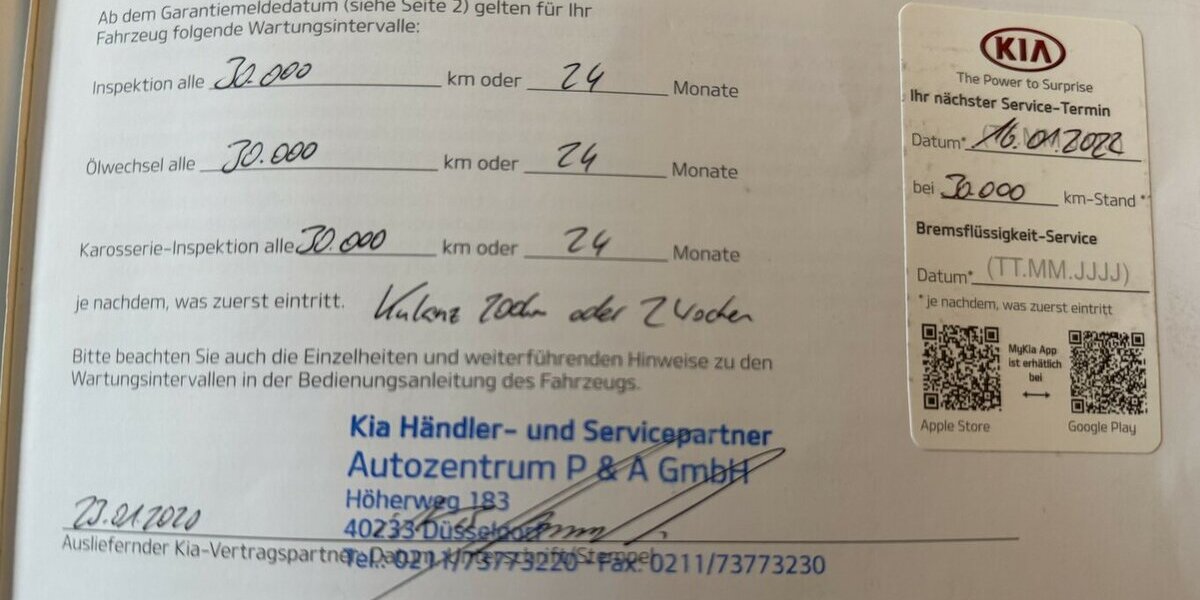 Ab dem Garantiemeldedatum (siehe Seite 2) gelten für Ihr
Fahrzeug folgende Wartungsintervalle:
Inspektion alle 30.000 km oder 24 Monate
Ölwechsel alle 30.000 km oder 24 Monate
Karosserie-Inspektion alle 30.000 km oder 24 Monate
je nachdem, was zuerst eintritt. Kulanz 200km oder 2 Wochen
Bitte beachten Sie auch die Einzelheiten und weiterführenden Hinweise zu den
Wartungsintervallen in der Bedienungsanleitung des Fahrzeugs.
Kia Händler- und Servicepartner
Autozentrum P & A GmbH
Höherweg 183
23.01.2020
40233 Düsseldorf
Ausliefernder Kia-Vertragspartner, Datum, Unterschrift/Stempel
Tel.: 0211/73773220 - Fax: 0211/73773230
KIA
The Power to Surprise
Ihr nächster Service-Termin
Datum* 16.01.2022
bei 30.000 km-Stand *
Bremsflüssigkeit-Service
Datum* (TT.MM.JJJJ)
* je nachdem, was zuerst eintritt
MyKia App
ist erhätlich
bei
Apple Store
Google Play